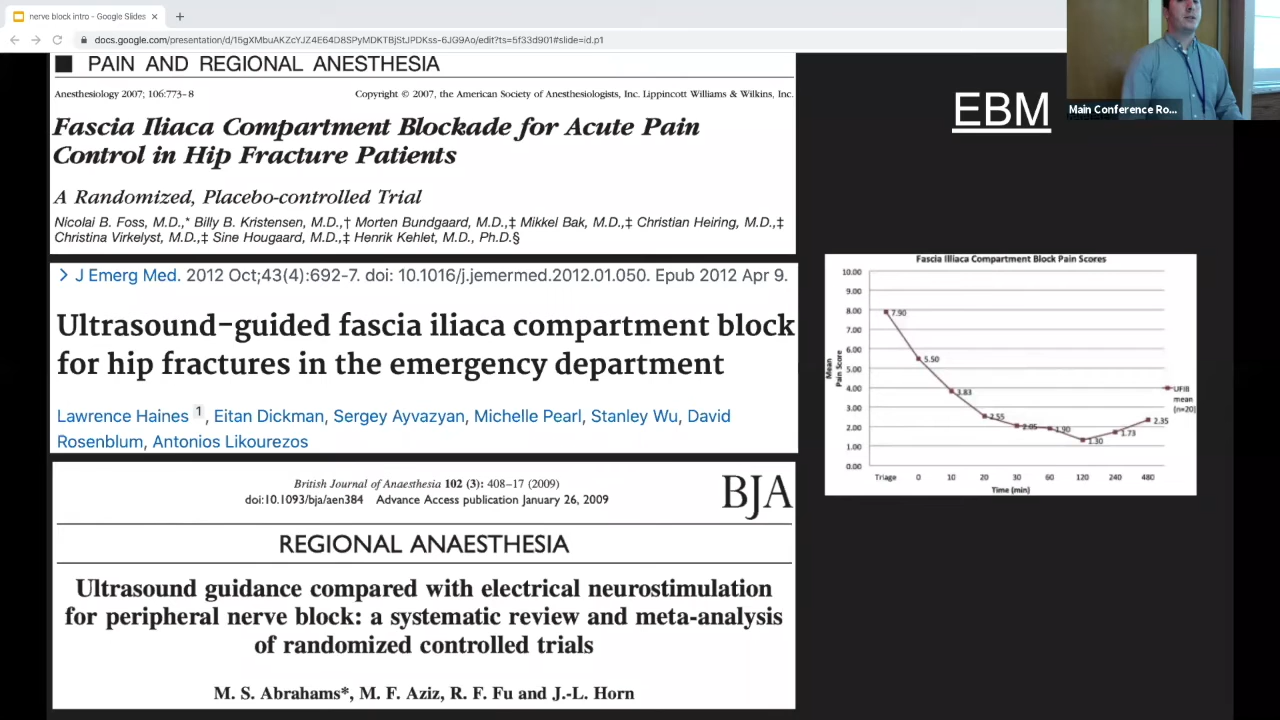 nerve block intro - Google Slides
docs.google.com/presentation/d/15gXMbuAKZcYJZ4E64D8SPyMDKTBjStJPDKss-6JG9Ao/edit?ts=5f33d901#slide=id.p1
PAIN AND REGIONAL ANESTHESIA
Anesthesiology 2007; 106:773–8
Copyright © 2007, the American Society of Anesthesiologists, Inc. Lippincott Williams & Wilkins, Inc.
Fascia Iliaca Compartment Blockade for Acute Pain
Control in Hip Fracture Patients
A Randomized, Placebo-controlled Trial
Nicolai B. Foss, M.D.,* Billy B. Kristensen, M.D.,† Morten Bundgaard, M.D.,‡ Mikkel Bak, M.D.,‡ Christian Heiring, M.D.,‡
Christina Virkelyst, M.D.,‡ Sine Hougaard, M.D.,‡ Henrik Kehlet, M.D., Ph.D.§
> J Emerg Med. 2012 Oct;43(4):692-7. doi: 10.1016/j.jemermed.2012.01.050. Epub 2012 Apr 9.
Ultrasound-guided fascia iliaca compartment block
for hip fractures in the emergency department
Lawrence Haines 1, Eitan Dickman, Sergey Ayvazyan, Michelle Pearl, Stanley Wu, David
Rosenblum, Antonios Likourezos
British Journal of Anaesthesia 102 (3): 408–17 (2009)
doi:10.1093/bja/aen384 Advance Access publication January 26, 2009
BJA
REGIONAL ANAESTHESIA
Ultrasound guidance compared with electrical neurostimulation
for peripheral nerve block: a systematic review and meta-analysis
of randomized controlled trials
M. S. Abrahams*, M. F. Aziz, R. F. Fu and J.-L. Horn
EBM
Main Conference Ro...
Fascia Illiaca Compartment Block Pain Scores
10.00
9.00
8.00
7.00
6.00
5.00
4.00
3.00
2.00
1.00
0.00
Mean
Pain Score
7.90
5.50
3.83
2.55
2.05
1.90
1.30
1.73
2.35
UFIB
mean
(n=20)
Triage 0 10 20 30 60 120 240 480
Time (min)